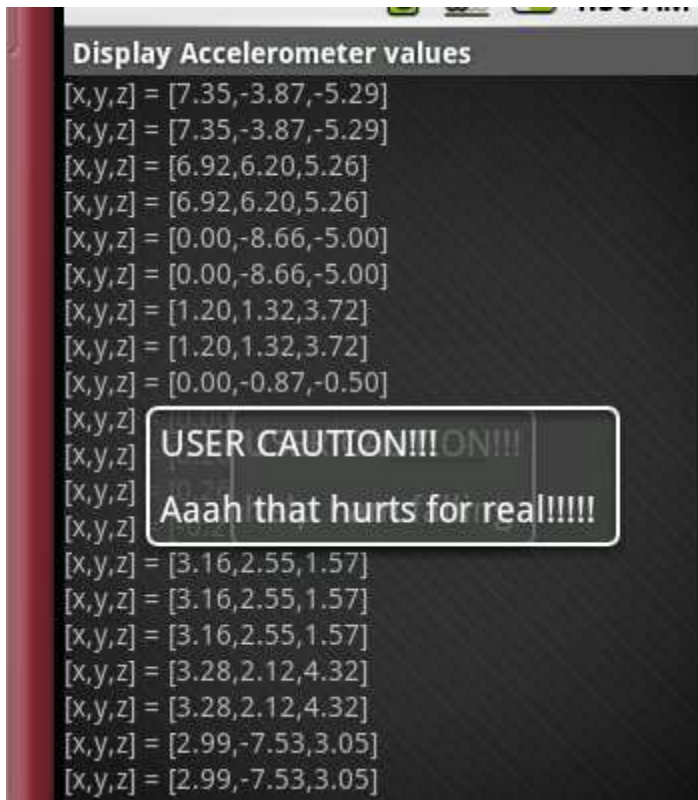 Display Accelerometer values
[x,y,z] = [7.35,-3.87,-5.29]
[x,y,z] = [7.35,-3.87,-5.29]
[x,y,z] = [6.92,6.20,5.26]
[x,y,z] = [6.92,6.20,5.26]
[x,y,z] = [0.00,-8.66,-5.00]
[x,y,z] = [0.00,-8.66,-5.00]
[x,y,z] = [1.20,1.32,3.72]
[x,y,z] = [1.20,1.32,3.72]
[x,y,z] = [0.00,-0.87,-0.50]
[x,y,z]
USER CAUTION!!!
[x,y,z]
[x,y,z] =
Aaah that hurts for real!!!!!
[x,y,z]
[x,y,z] = [3.16,2.55,1.57]
[x,y,z] = [3.16,2.55,1.57]
[x,y,z] = [3.16,2.55,1.57]
[x,y,z] = [3.28,2.12,4.32]
[x,y,z] = [3.28,2.12,4.32]
[x,y,z] = [2.99,-7.53,3.05]
[x,y,z] = [2.99,-7.53,3.05]